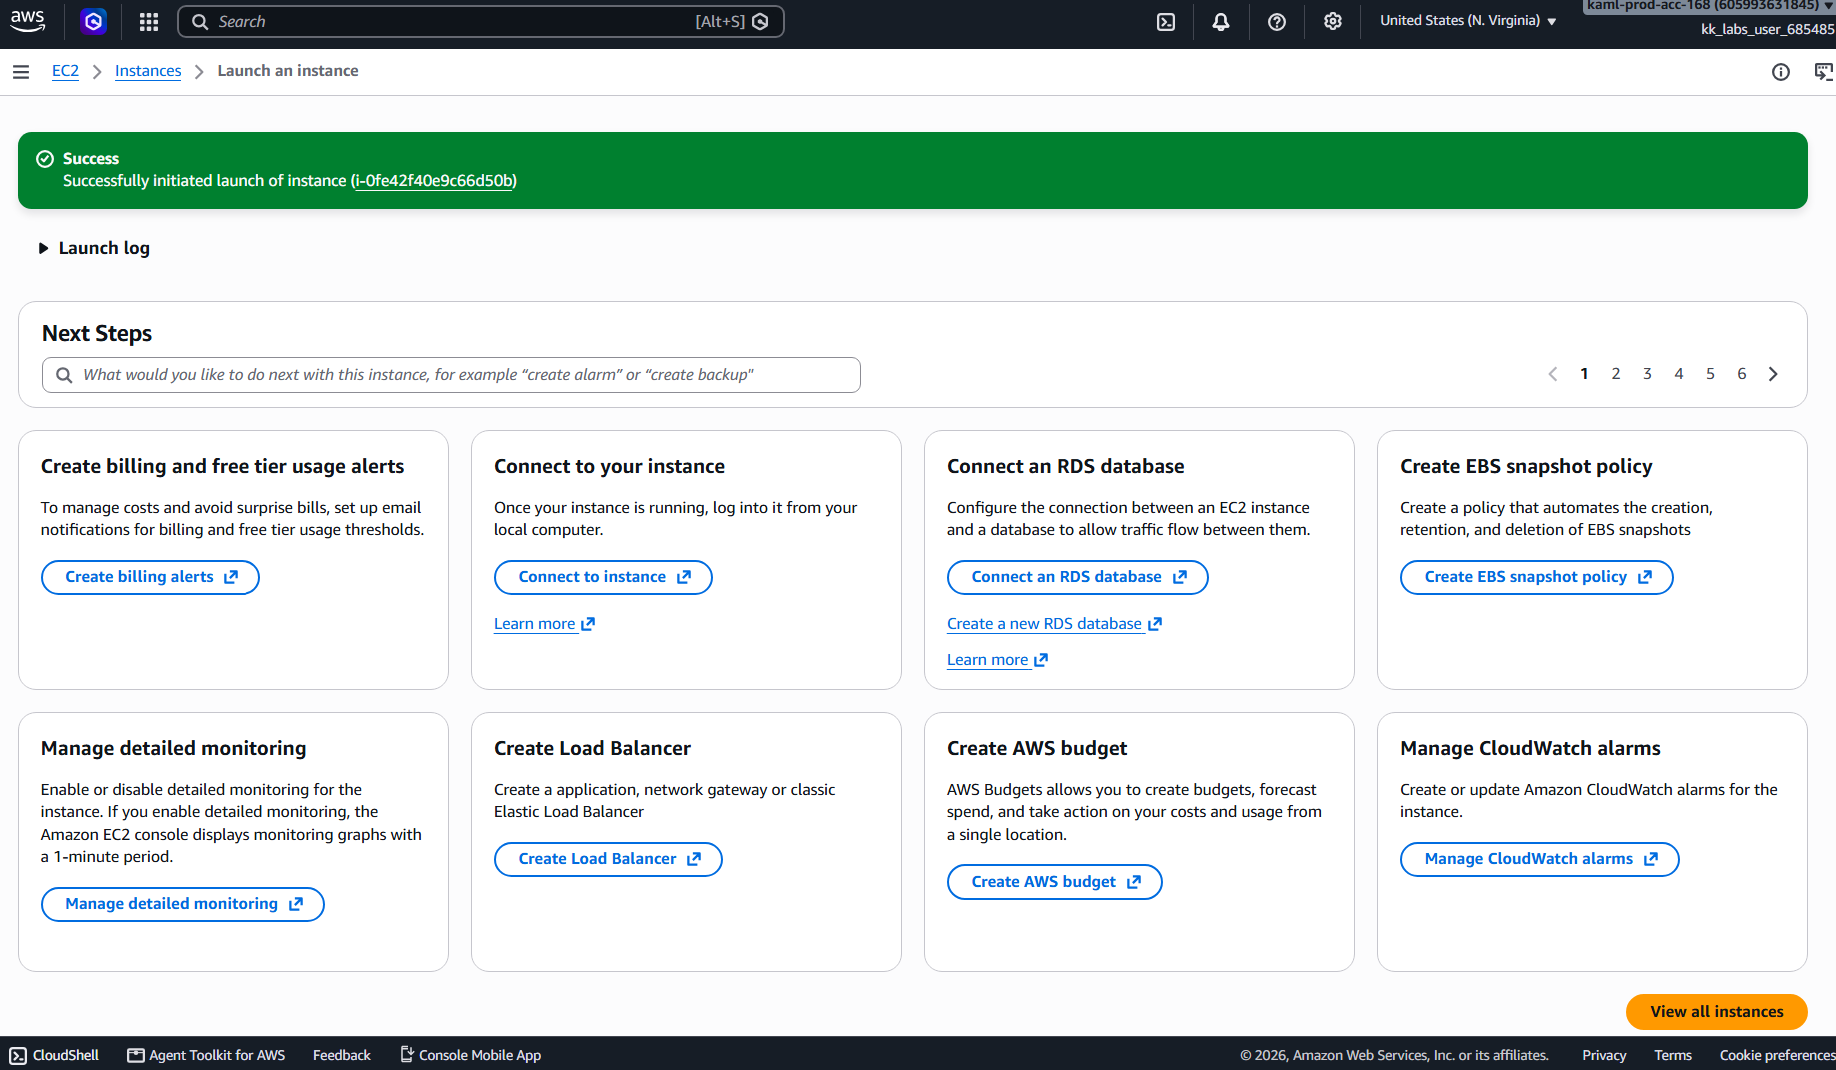 aws
Search [Alt+S]
United States (N. Virginia)
kaml-prod-acc-168 (605993631845)
kk_labs_user_685485
EC2 Instances Launch an instance
Success
Successfully initiated launch of instance (i-0fe42f40e9c66d50b)
Launch log
Next Steps
What would you like to do next with this instance, for example “create alarm” or “create backup"
1 2 3 4 5 6
Create billing and free tier usage alerts
To manage costs and avoid surprise bills, set up email
notifications for billing and free tier usage thresholds.
Create billing alerts
Connect to your instance
Once your instance is running, log into it from your
local computer.
Connect to instance
Learn more
Connect an RDS database
Configure the connection between an EC2 instance
and a database to allow traffic flow between them.
Connect an RDS database
Create a new RDS database
Learn more
Create EBS snapshot policy
Create a policy that automates the creation,
retention, and deletion of EBS snapshots
Create EBS snapshot policy
Manage detailed monitoring
Enable or disable detailed monitoring for the
instance. If you enable detailed monitoring, the
Amazon EC2 console displays monitoring graphs with
a 1-minute period.
Manage detailed monitoring
Create Load Balancer
Create a application, network gateway or classic
Elastic Load Balancer
Create Load Balancer
Create AWS budget
AWS Budgets allows you to create budgets, forecast
spend, and take action on your costs and usage from
a single location.
Create AWS budget
Manage CloudWatch alarms
Create or update Amazon CloudWatch alarms for the
instance.
Manage CloudWatch alarms
View all instances
CloudShell Agent Toolkit for AWS Feedback Console Mobile App © 2026, Amazon Web Services, Inc. or its affiliates. Privacy Terms Cookie preferences